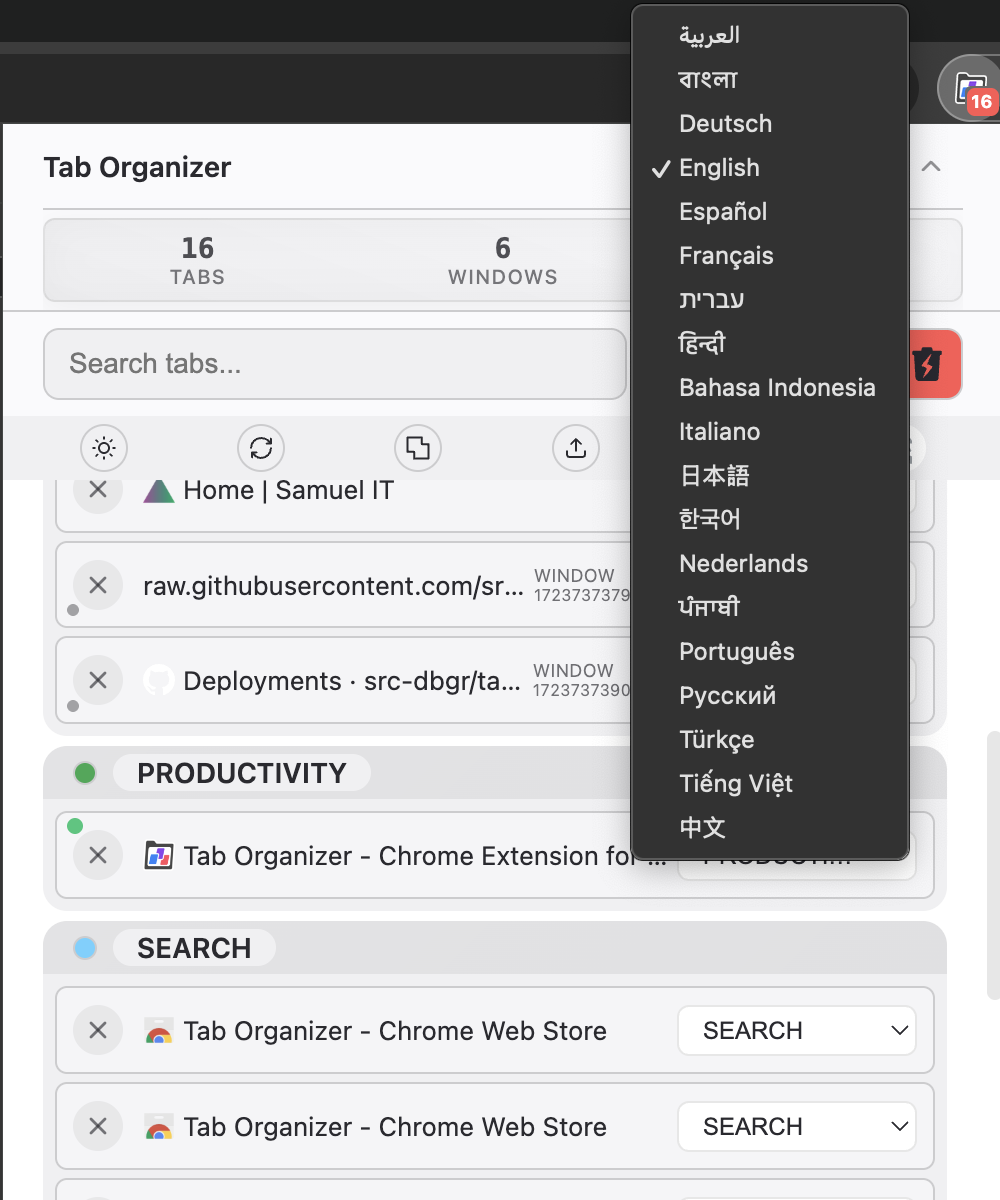 العربية
বাংলা
Deutsch
✓ English
Español
Français
עברית
हिन्दी
Bahasa Indonesia
Italiano
日本語
한국어
Nederlands
ਪੰਜਾਬੀ
Português
Русский
Türkçe
Tiếng Việt
中文
16
Tab Organizer
16
TABS
6
WINDOWS
Search tabs...
Home | Samuel IT
raw.githubusercontent.com/sr...
WINDOW
1723737379
Deployments · src-dbgr/ta...
WINDOW
1723737390
PRODUCTIVITY
Tab Organizer - Chrome Extension for ...
SEARCH
Tab Organizer - Chrome Web Store
SEARCH
Tab Organizer - Chrome Web Store
SEARCH